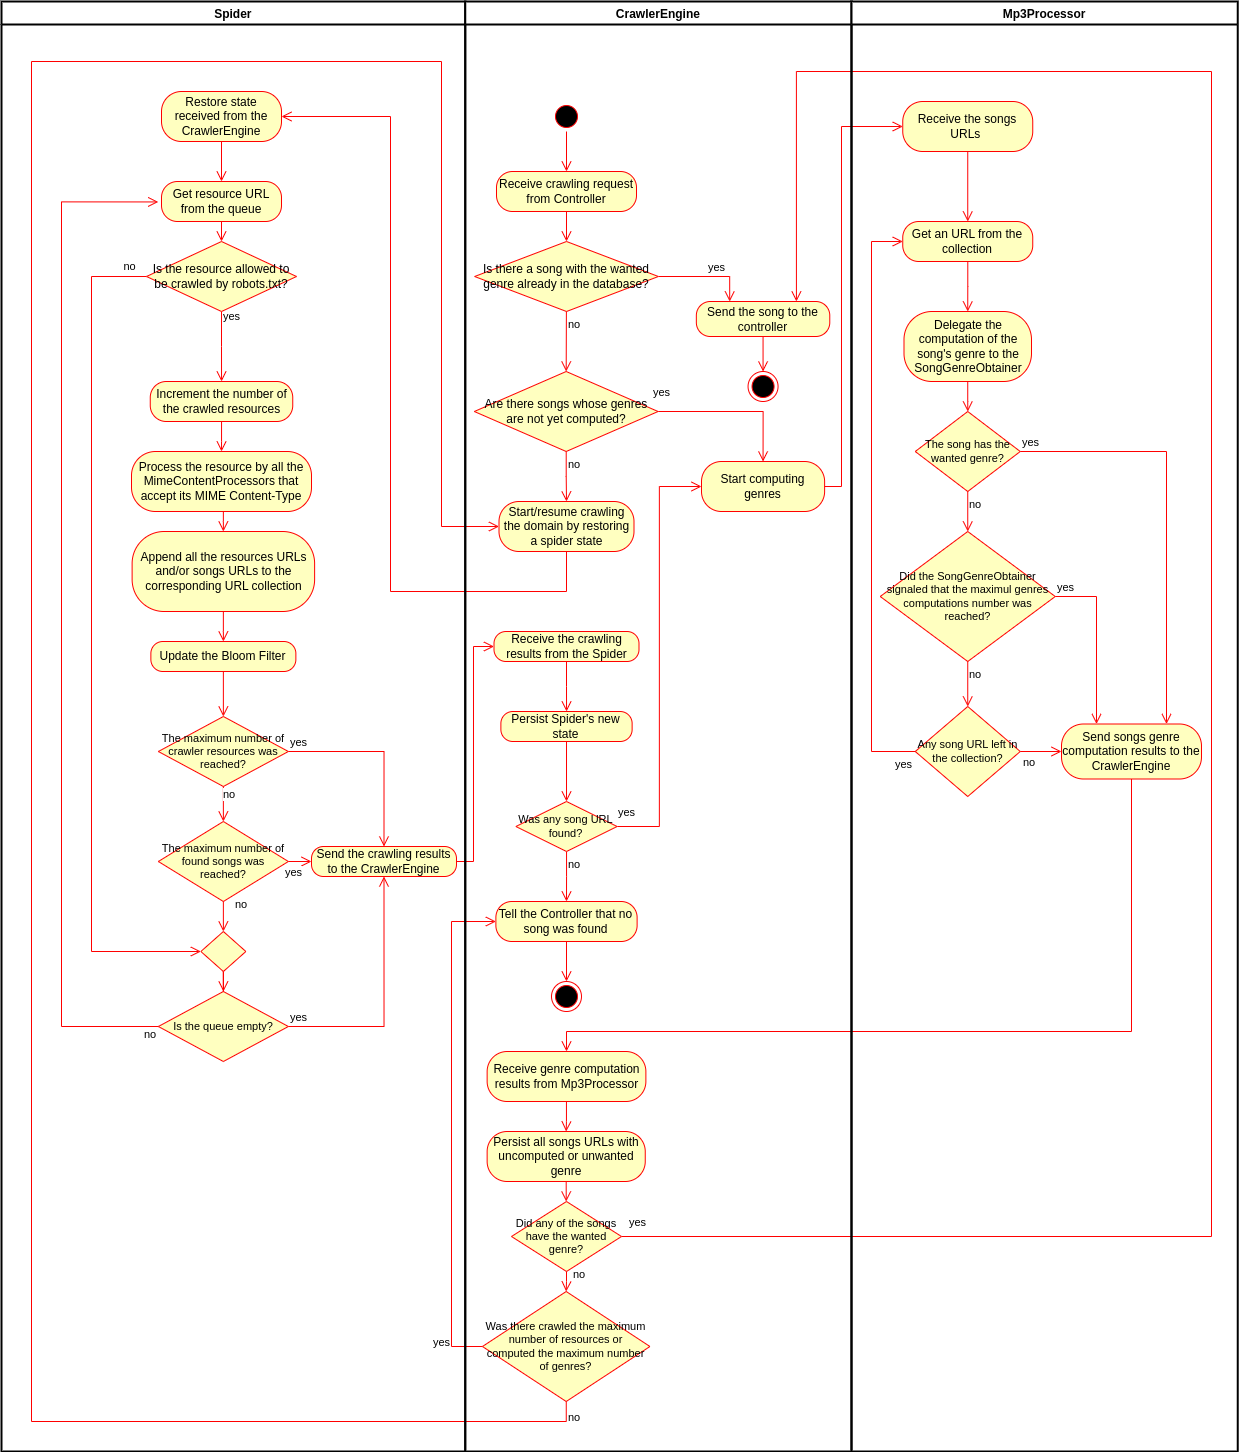 Spider
CrawlerEngine
Mp3Processor
Restore state
received from the
CrawlerEngine
Get resource URL
from the queue
no
Is the resource allowed to
be crawled by robots.txt?
yes
Increment the number of
the crawled resources
Process the resource by all the
MimeContentProcessors that
accept its MIME Content-Type
Append all the resources URLs
and/or songs URLs to the
corresponding URL collection
Update the Bloom Filter
The maximum number of
crawler resources was
reached?
yes
no
The maximum number of
found songs was
reached?
yes
no
Send the crawling results
to the CrawlerEngine
Is the queue empty?
yes
no
Receive crawling request
from Controller
Is there a song with the wanted
genre already in the database?
yes
no
Send the song to the
controller
Are there songs whose genres
are not yet computed?
yes
no
Start computing
genres
Start/resume crawling
the domain by restoring
a spider state
Receive the crawling
results from the Spider
Persist Spider's new
state
Was any song URL
found?
yes
no
Tell the Controller that no
song was found
Receive genre computation
results from Mp3Processor
Persist all songs URLs with
uncomputed or unwanted
genre
Did any of the songs
have the wanted
genre?
yes
no
Was there crawled the maximum
number of resources or
computed the maximum number
of genres?
yes
no
Receive the songs
URLs
Get an URL from the
collection
Delegate the
computation of the
song's genre to the
SongGenreObtainer
The song has the
wanted genre?
yes
no
Did the SongGenreObtainer
signaled that the maximul genres
computations number was
reached?
yes
no
Any song URL left in
the collection?
yes
no
Send songs genre
computation results to the
CrawlerEngine